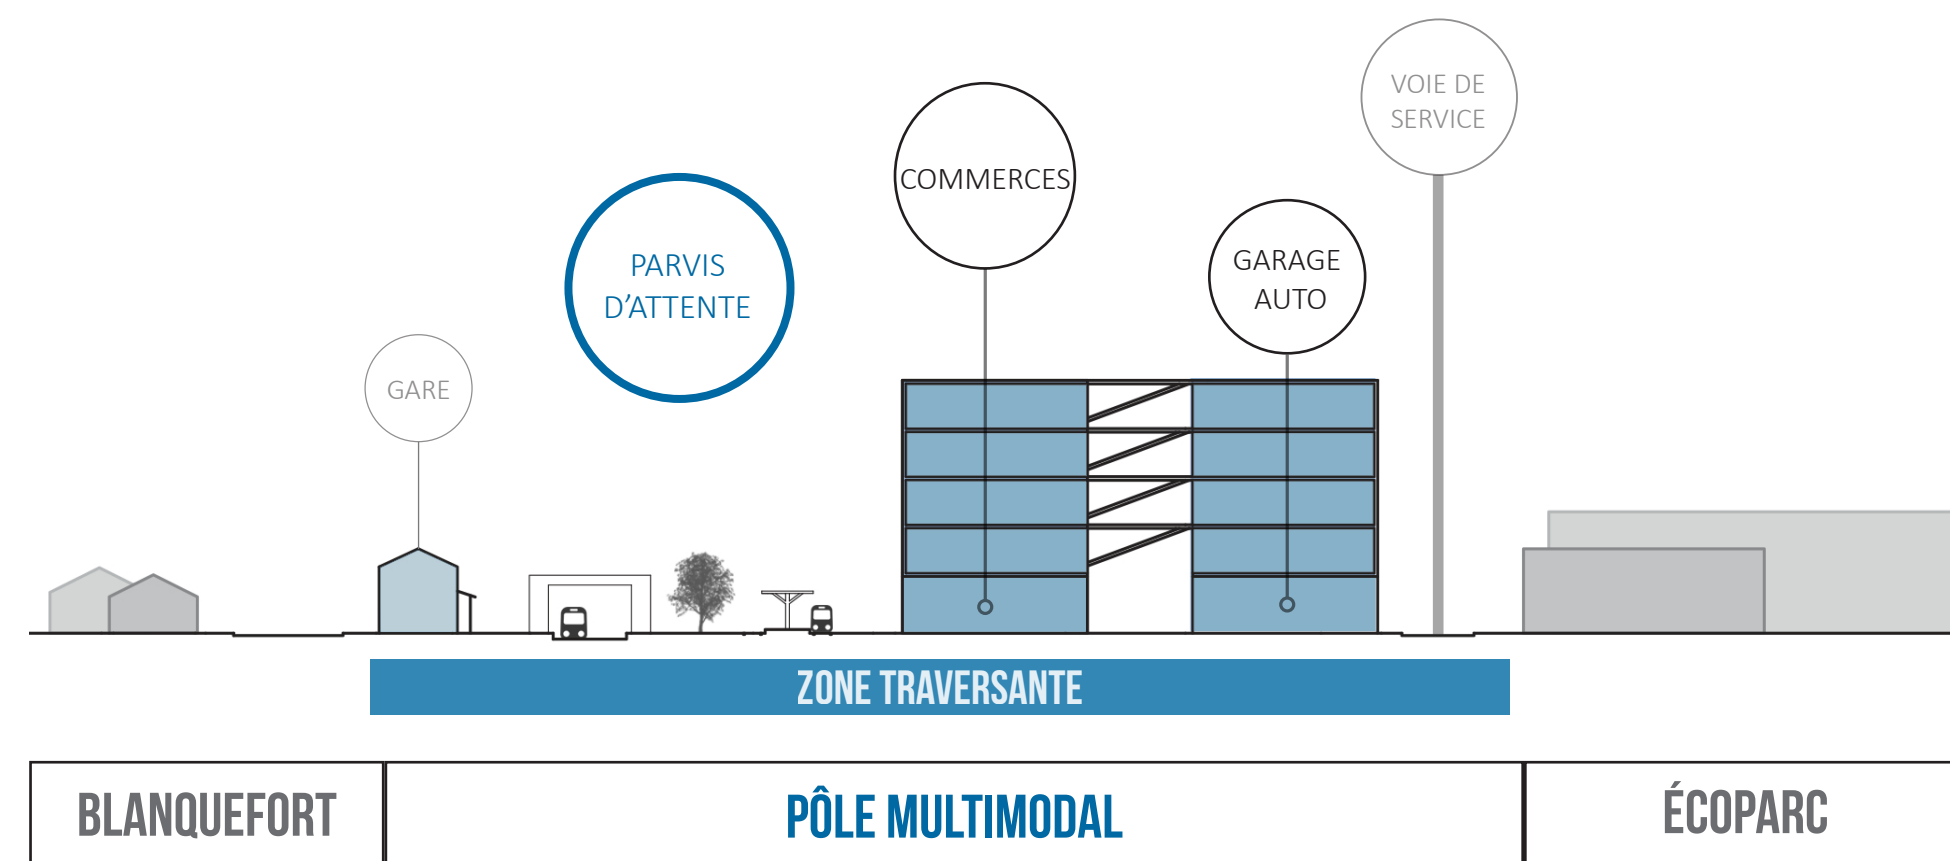 VOIE DE
SERVICE
COMMERCES
PARVIS
D'ATTENTE
GARAGE
AUTO
GARE
ZONE TRAVERSANTE
BLANQUEFORT
PÔLE MULTIMODAL
ÉCOPARC